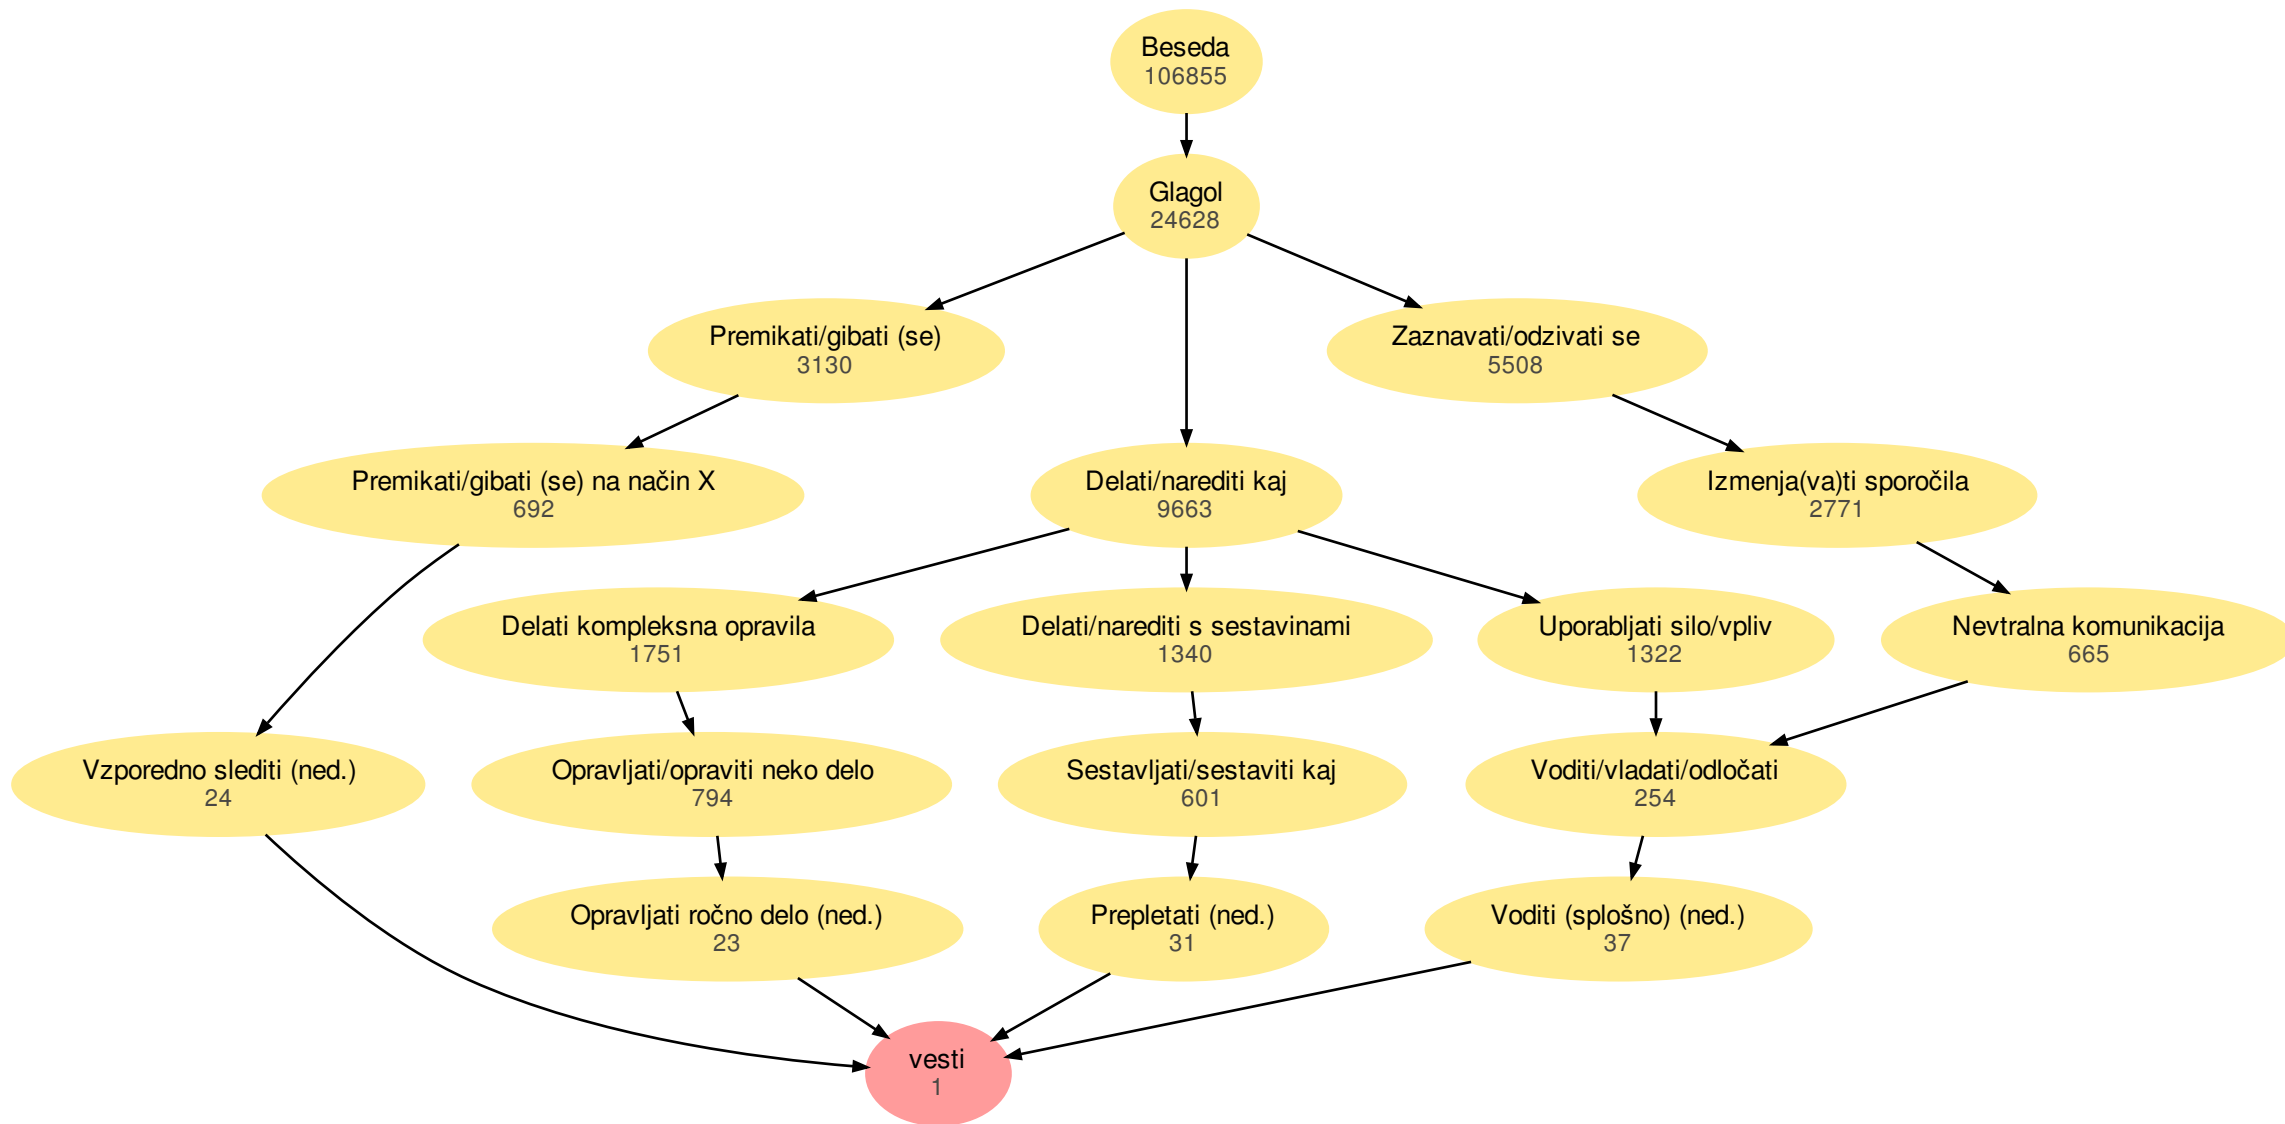 Beseda
106855
Glagol
24628
Premikati/gibati (se)
3130
Zaznavati/odzivati se
5508
Premikati/gibati (se) na način X
692
Delati/narediti kaj
9663
Izmenja(va)ti sporočila
2771
Delati kompleksna opravila
1751
Delati/narediti s sestavinami
1340
Uporabljati silo/vpliv
1322
Nevtralna komunikacija
665
Vzporedno slediti (ned.)
24
Opravljati/opraviti neko delo
794
Sestavljati/sestaviti kaj
601
Voditi/vladati/odločati
254
Opravljati ročno delo (ned.)
23
Prepletati (ned.)
31
Voditi (splošno) (ned.)
37
vesti
1